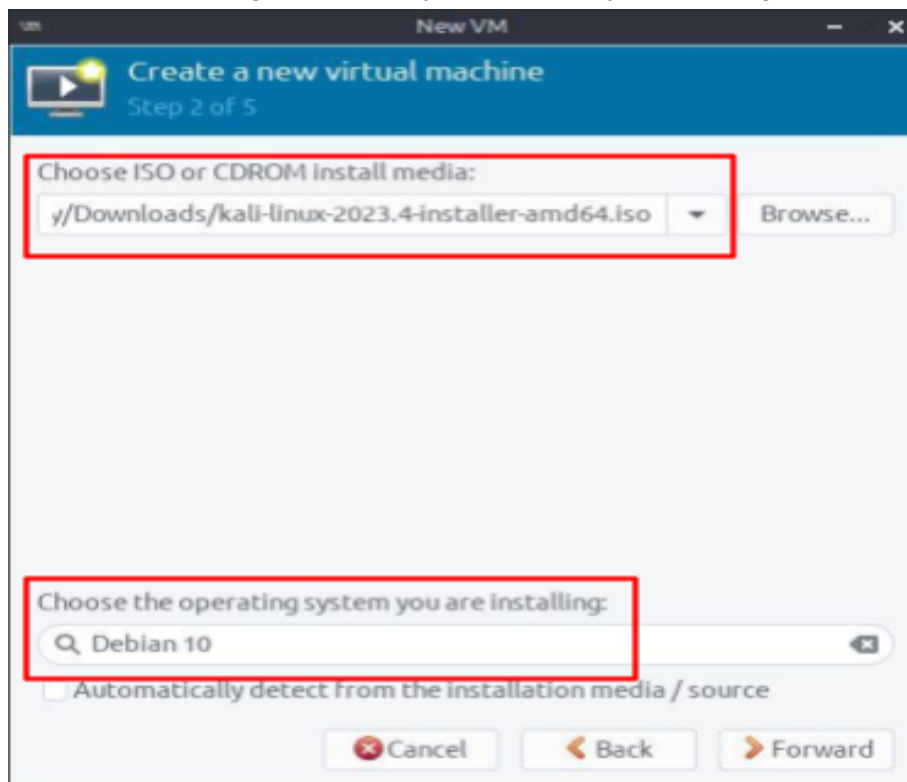 New VM
Create a new virtual machine
Step 2 of 5
Choose ISO or CDROM install media:
y/Downloads/kali-linux-2023.4-installer-amd64.iso
Browse...
Choose the operating system you are installing:
Debian 10
Automatically detect from the installation media / source
Cancel
Back
Forward